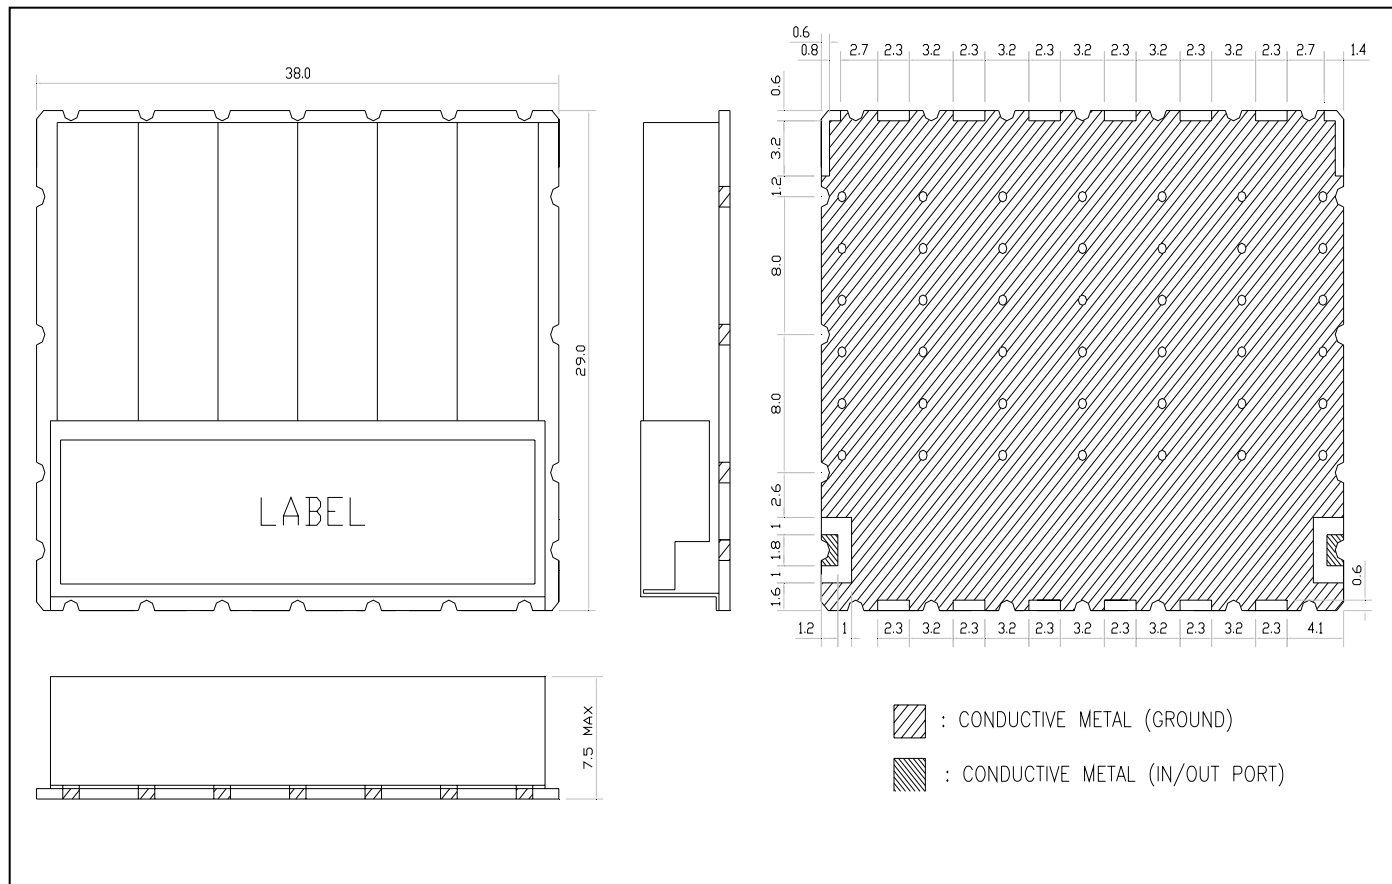 38.0
29.0
LABEL
7.5 MAX
0.6
0.8 2.7 2.3 3.2 2.3 3.2 2.3 3.2 2.3 3.2 2.3 3.2 2.3 2.7 1.4
0.6
3.2
1.2
8.0
8.0
2.6
1
1.8
1
1.6
0.6
1.2 1 2.3 3.2 2.3 3.2 2.3 3.2 2.3 3.2 2.3 3.2 2.3 4.1
: CONDUCTIVE METAL (GROUND)
: CONDUCTIVE METAL (IN/OUT PORT)